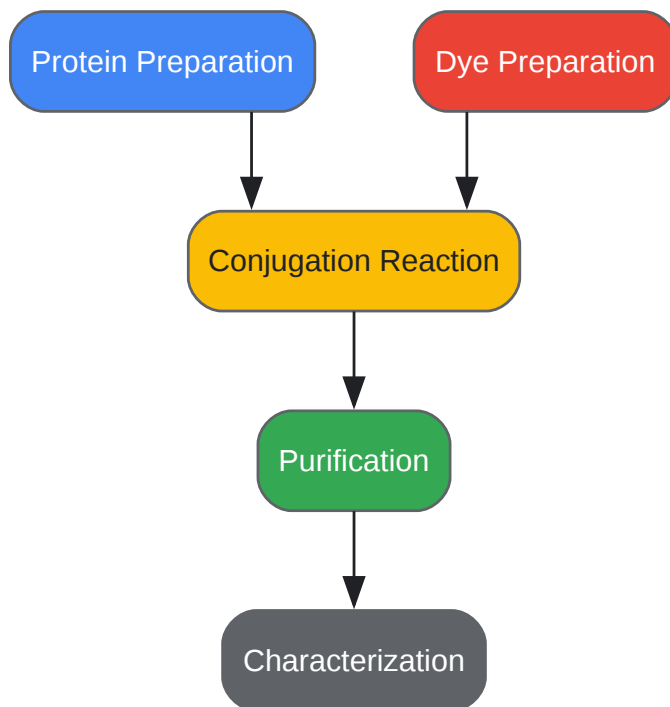 Protein Preparation
Dye Preparation
Conjugation Reaction
Purification
Characterization